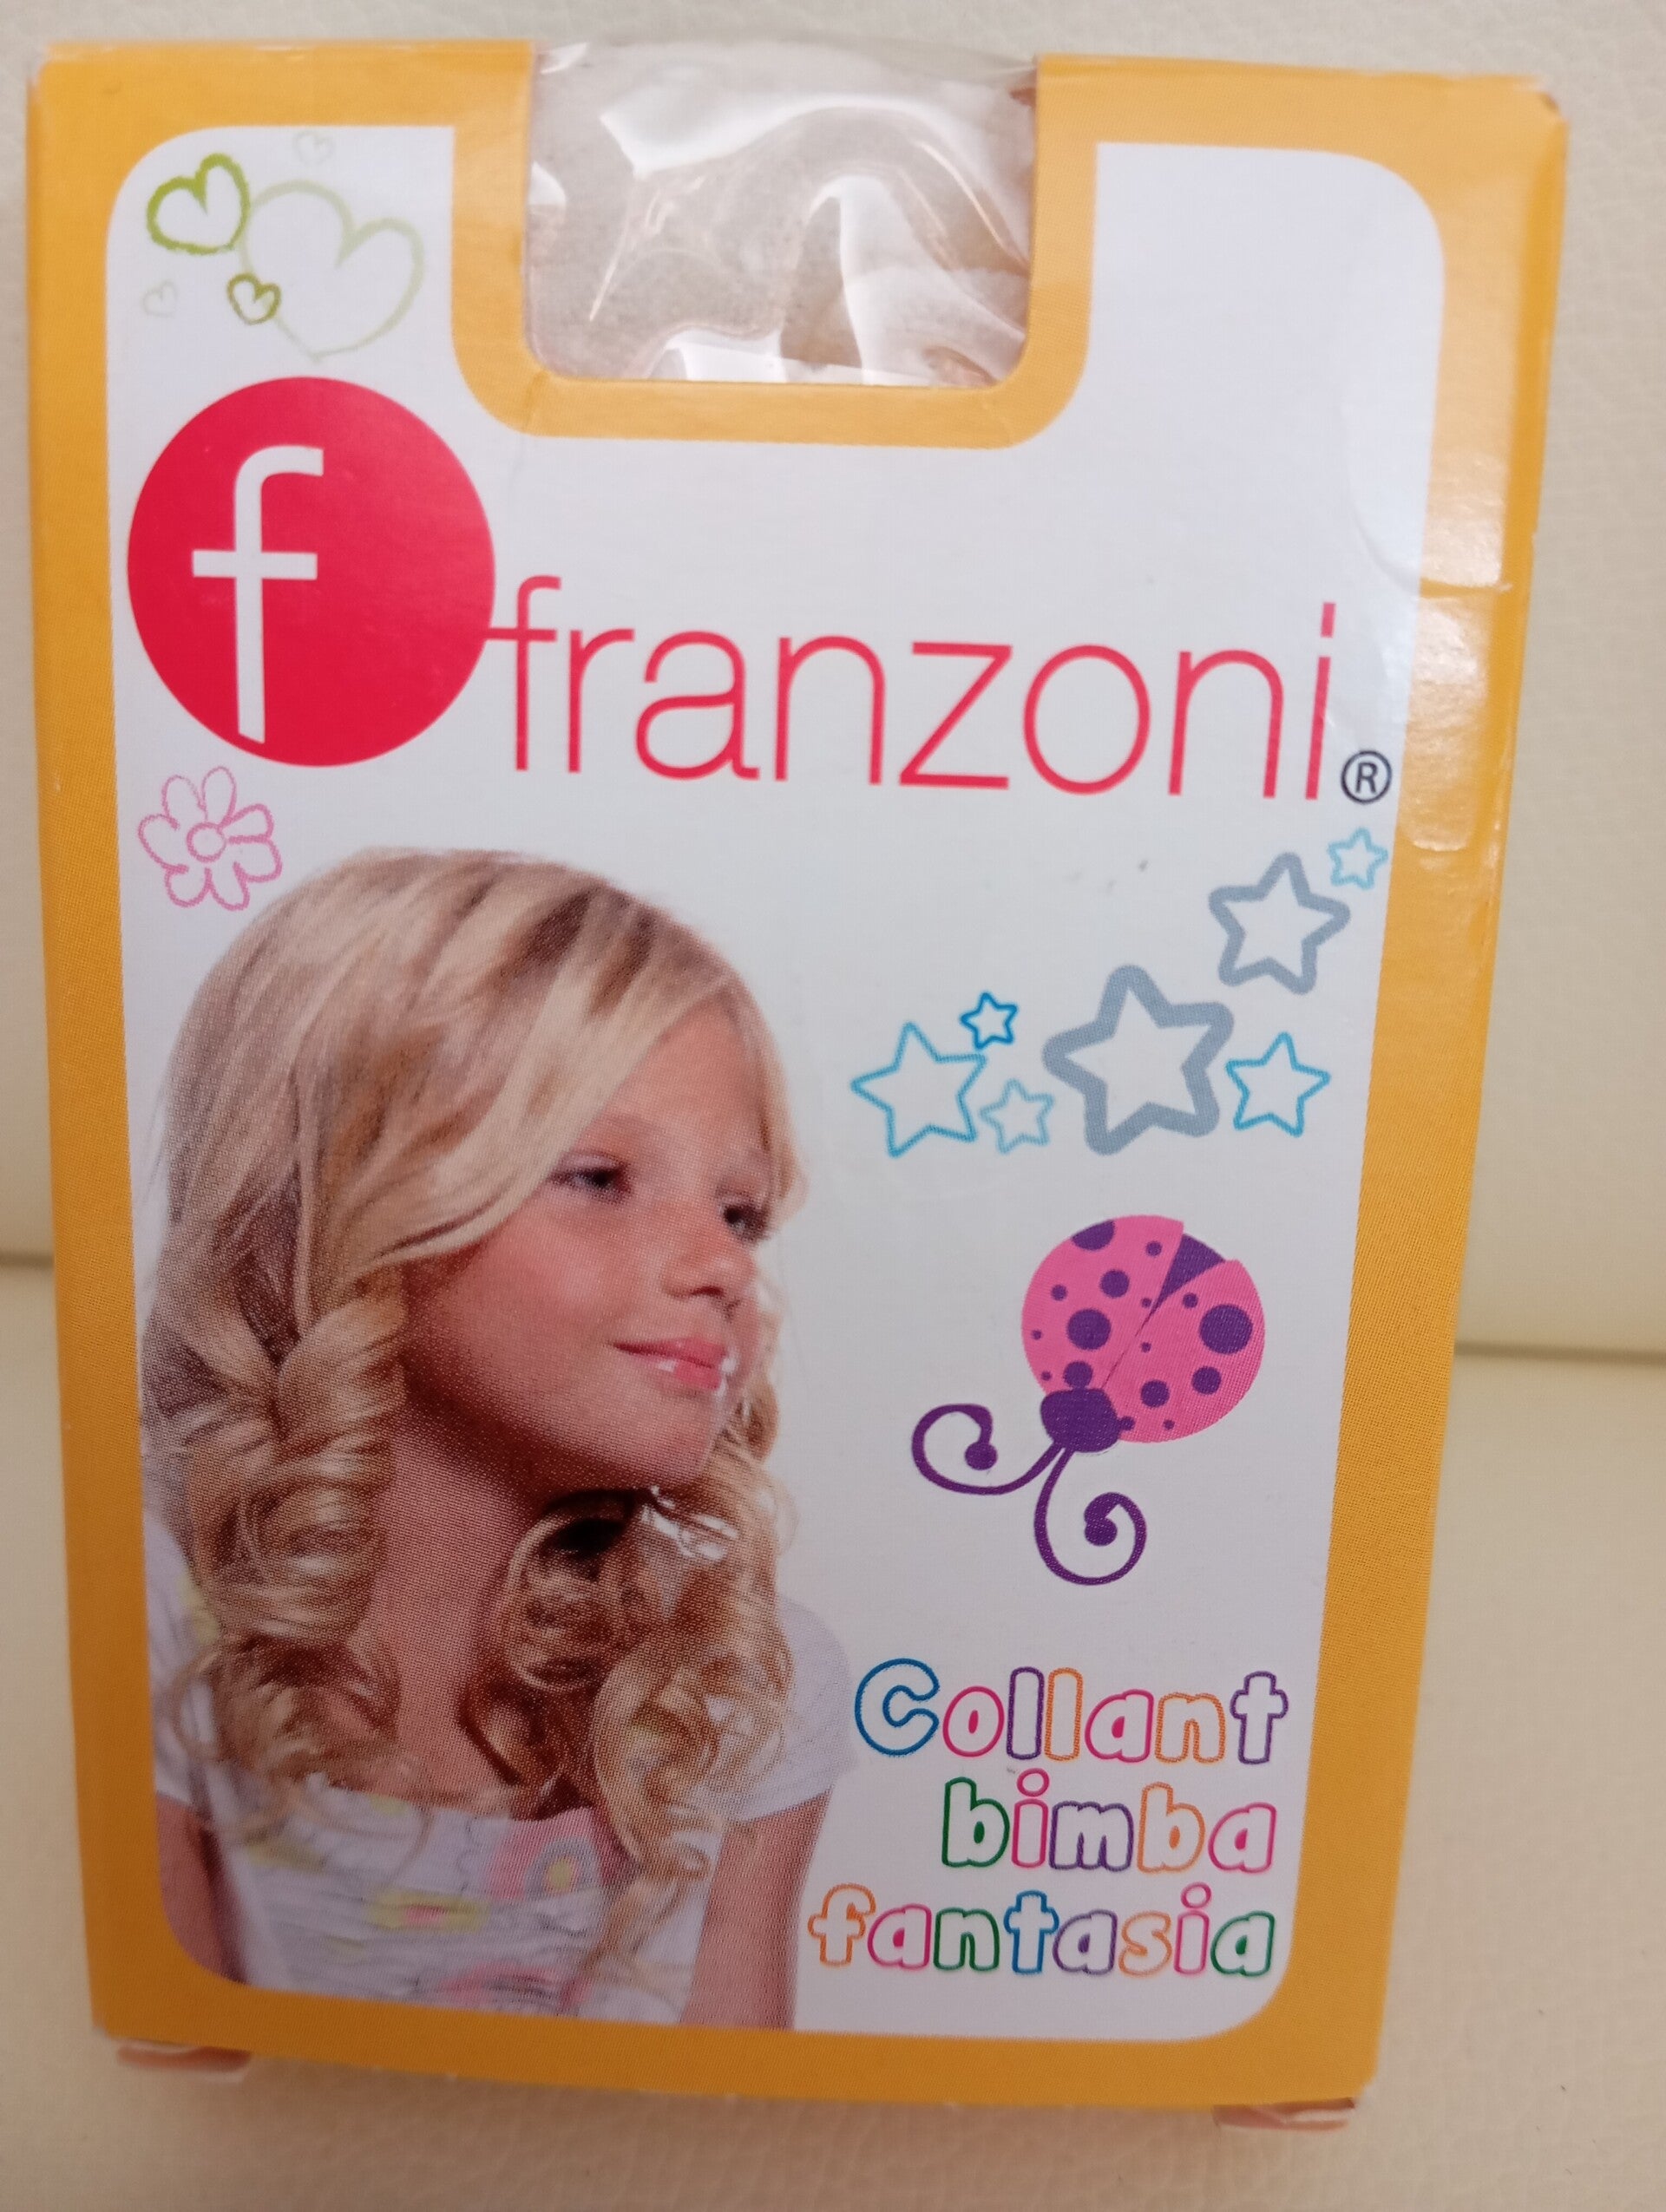 f
franzoni®
Collant
bimba
fantasia